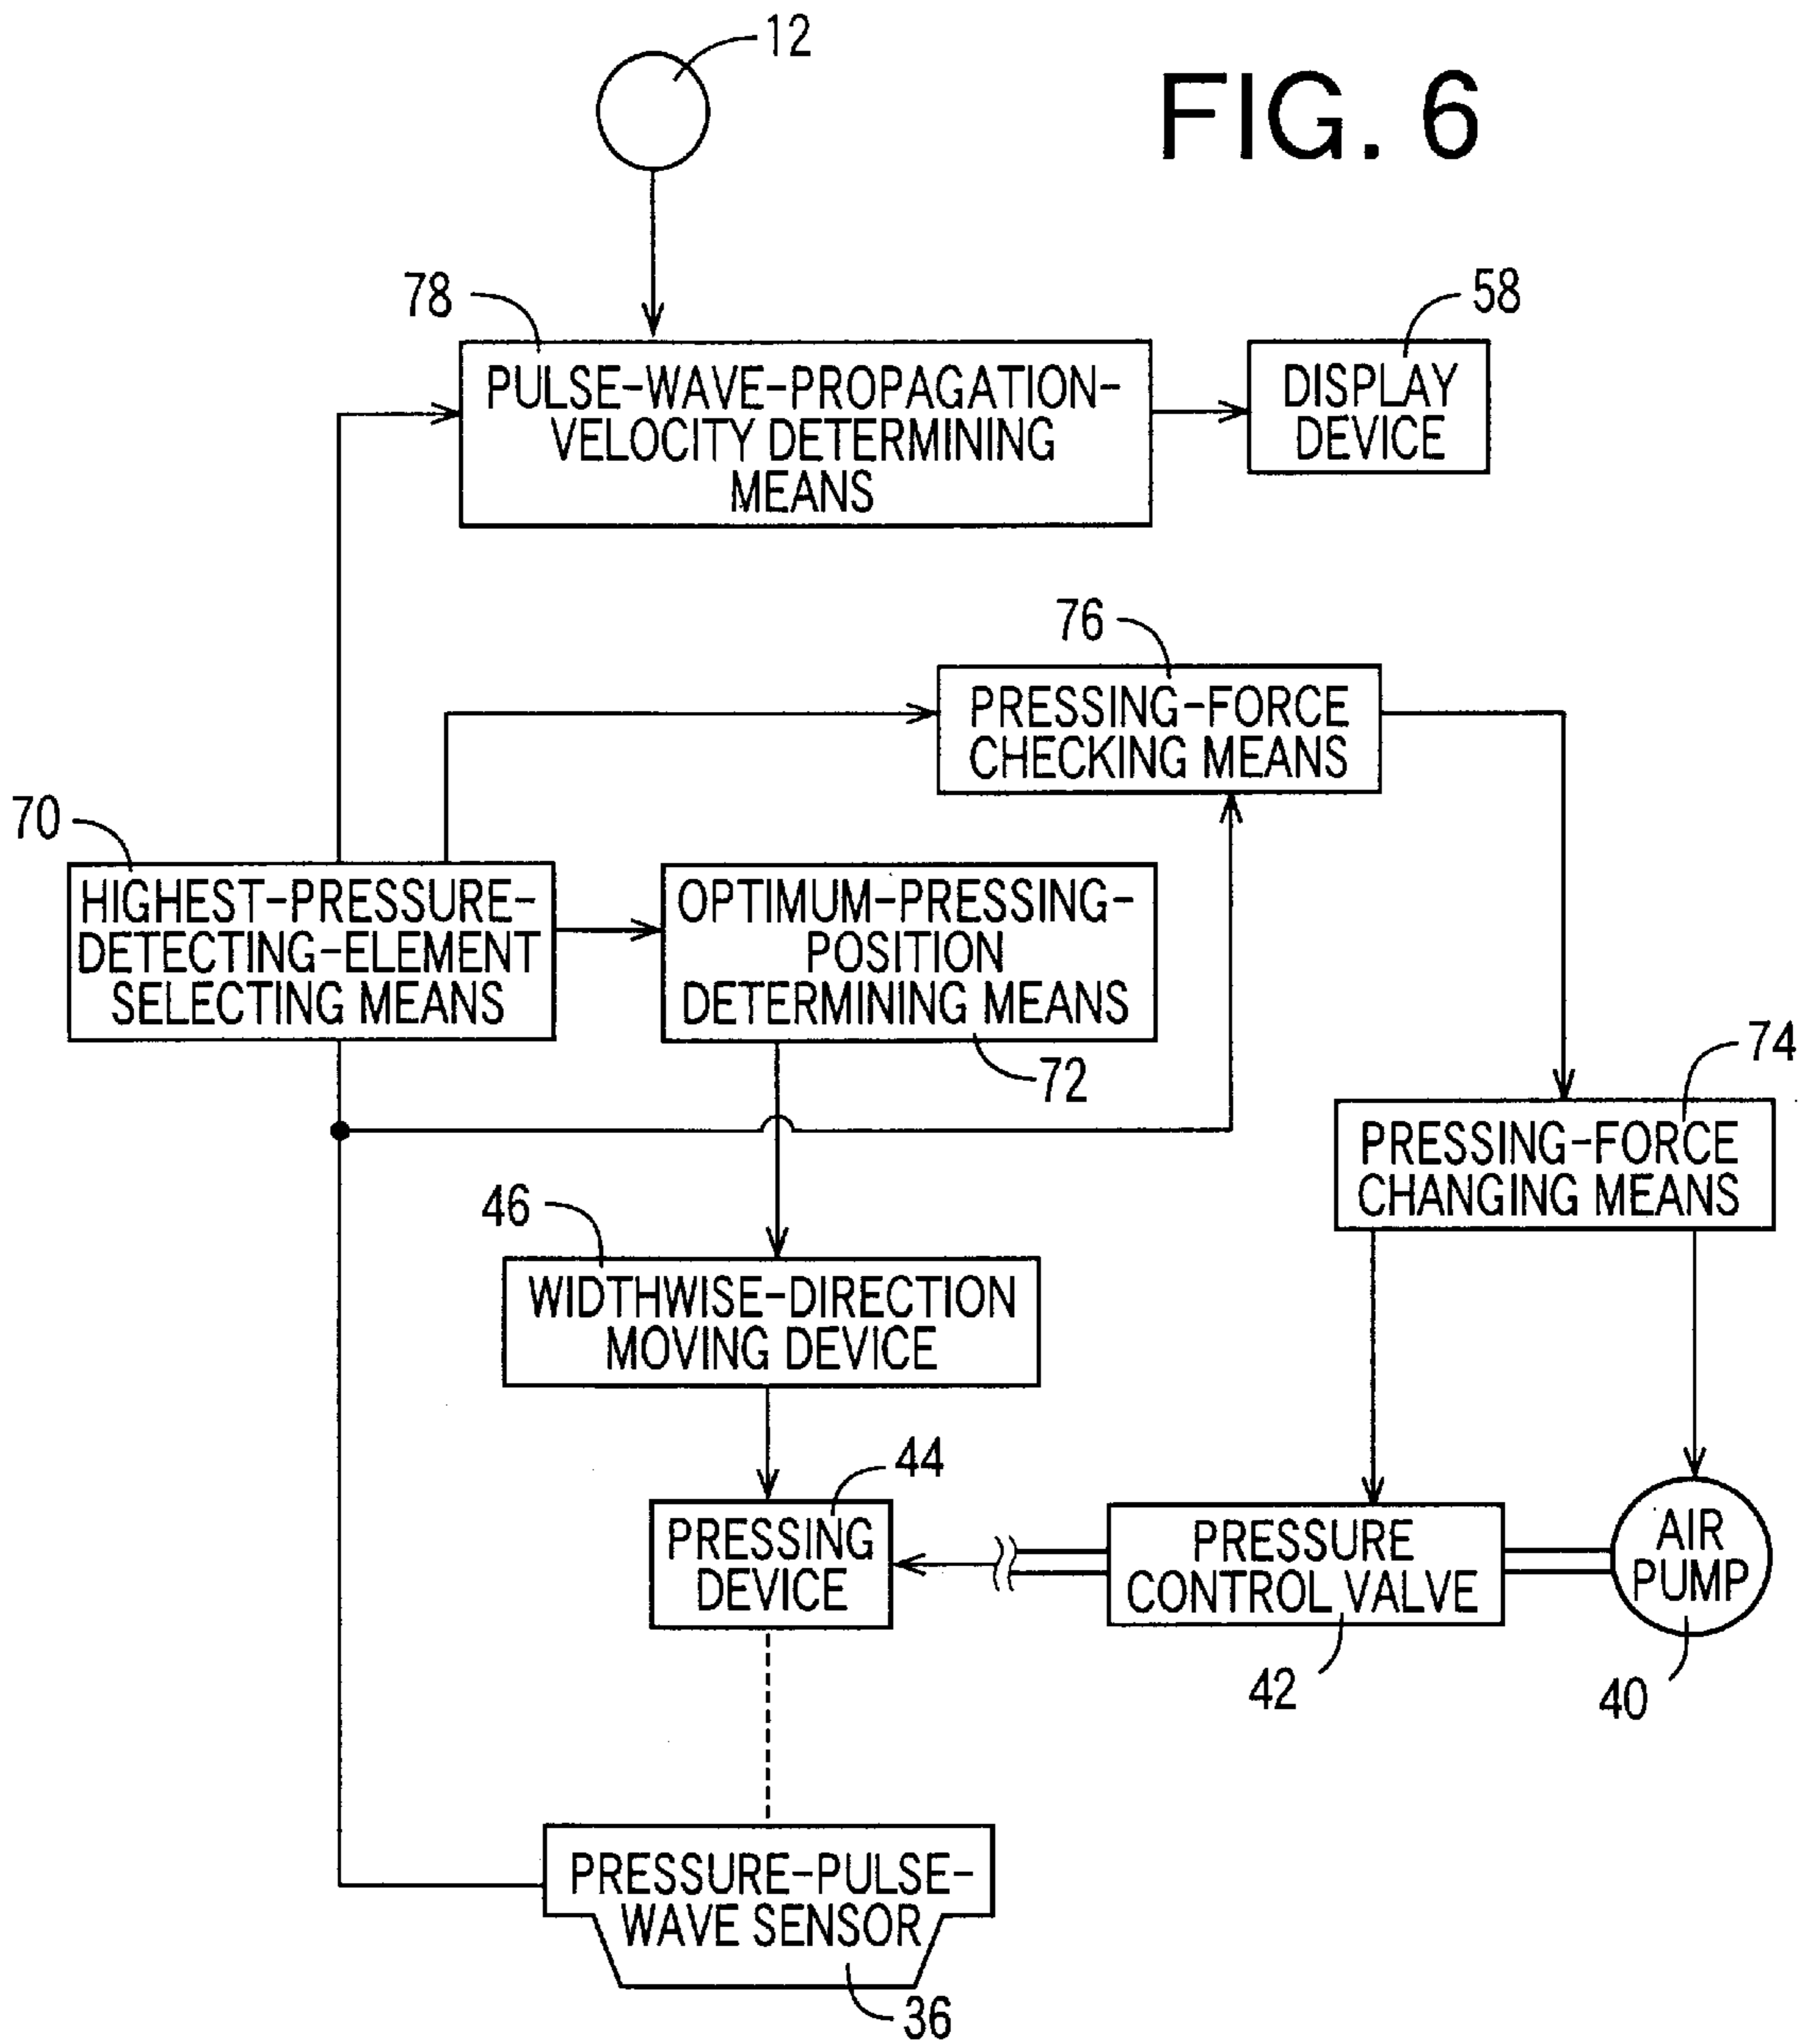 12
FIG. 6
78
58
PULSE-WAVE-PROPAGATION-
VELOCITY DETERMINING
MEANS
DISPLAY
DEVICE
76
PRESSING-FORCE
CHECKING MEANS
70
HIGHEST-PRESSURE-
DETECTING-ELEMENT
SELECTING MEANS
OPTIMUM-PRESSING-
POSITION
DETERMINING MEANS
72
74
PRESSING-FORCE
CHANGING MEANS
46
WIDTHWISE-DIRECTION
MOVING DEVICE
44
PRESSING
DEVICE
PRESSURE
CONTROL VALVE
42
AIR
PUMP
40
PRESSURE-PULSE-
WAVE SENSOR
36